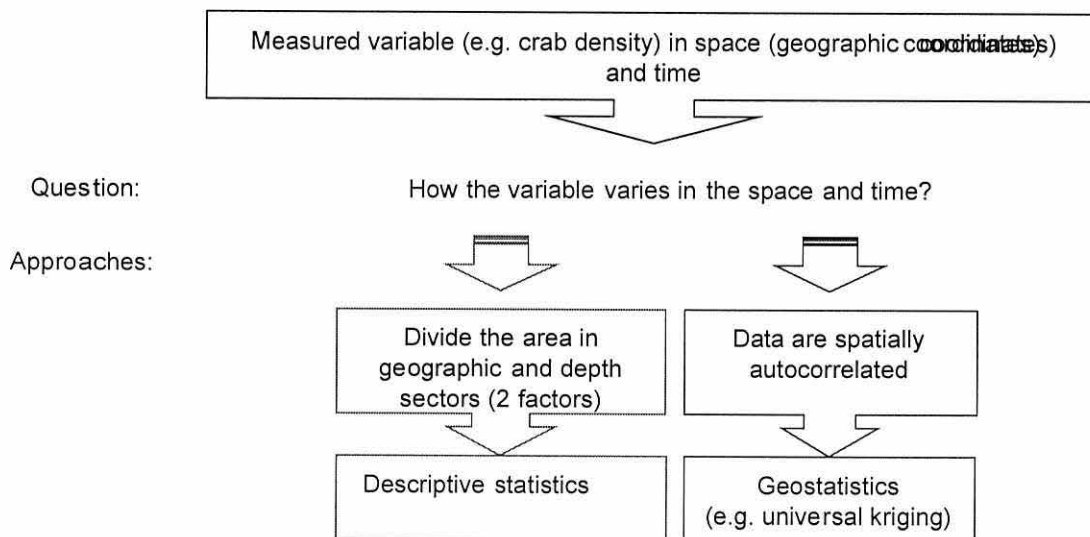 Measured variable (e.g. crab density) in space (geographic coordinates)
and time
Question:
How the variable varies in the space and time?
Approaches:
Divide the area in
geographic and depth
sectors (2 factors)
Data are spatially
autocorrelated
Descriptive statistics
Geostatistics
(e.g. universal kriging)